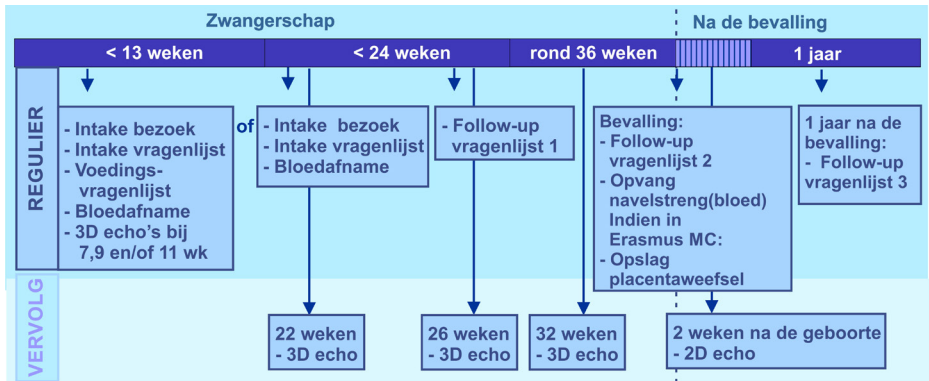 Zwangerschap
Na de bevalling
< 13 weken
< 24 weken
rond 36 weken
1 jaar
REGULIER
- Intake bezoek
- Intake vragenlijst
- Voedings-
vragenlijst
- Bloedafname
- 3D echo's bij
7,9 en/of 11 wk
of
- Intake bezoek
- Intake vragenlijst
- Bloedafname
- Follow-up
vragenlijst 1
Bevalling:
- Follow-up
vragenlijst 2
- Opvang
navelstreng(bloed)
Indien in
Erasmus MC:
- Opslag
placentaweefsel
1 jaar na de
bevalling:
- Follow-up
vragenlijst 3
VERVOLG
22 weken
- 3D echo
26 weken
- 3D echo
32 weken
- 3D echo
2 weken na de geboorte
- 2D echo